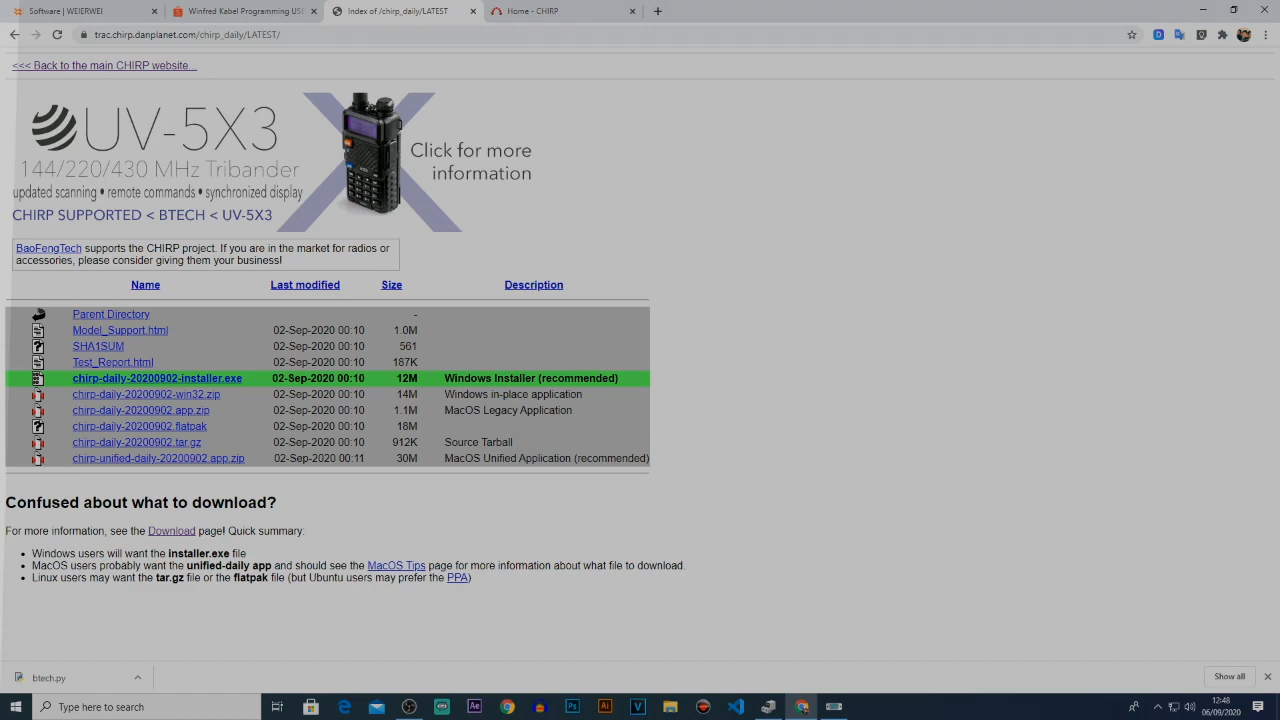 Software | WEIERWEI
Winfred Kabel Programming USB
Index of /chirp_daily/LATEST
Home - CHIRP
trac.chirp.danplanet.com/chirp_daily/LATEST/
<<< Back to the main CHIRP website...
UV-5X3
144/220/430 MHz Tribander
updated scanning • remote commands • synchronized display
CHIRP SUPPORTED < BTECH < UV-5X3
Click for more
information
BaoFengTech supports the CHIRP project. If you are in the market for radios or
accessories, please consider giving them your business!
Name Last modified Size Description
Parent Directory -
Model_Support.html 02-Sep-2020 00:10 1.0M
SHA1SUM 02-Sep-2020 00:10 561
Test_Report.html 02-Sep-2020 00:10 187K
chirp-daily-20200902-installer.exe 02-Sep-2020 00:10 12M Windows Installer (recommended)
chirp-daily-20200902-win32.zip 02-Sep-2020 00:10 14M Windows in-place application
chirp-daily-20200902.app.zip 02-Sep-2020 00:10 1.1M MacOS Legacy Application
chirp-daily-20200902.flatpak 02-Sep-2020 00:10 18M
chirp-daily-20200902.tar.gz 02-Sep-2020 00:10 912K Source Tarball
chirp-unified-daily-20200902.app.zip 02-Sep-2020 00:11 30M MacOS Unified Application (recommended)
Confused about what to download?
For more information, see the Download page! Quick summary:
• Windows users will want the installer.exe file
• MacOS users probably want the unified-daily app and should see the MacOS Tips page for more information about what file to download.
• Linux users may want the tar.gz file or the flatpak file (but Ubuntu users may prefer the PPA)
btech.py
Show all
Type here to search
Ae
Ps
Ai
V
12:48
06/09/2020